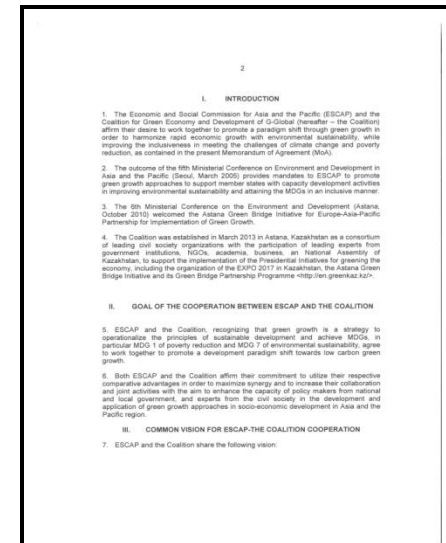 2
I. INTRODUCTION
1. The Economic and Social Commission for Asia and the Pacific (ESCAP) and the
Coalition for Green Economy and Development of G-Global (hereafter – the Coalition)
affirm their desire to work together to promote a paradigm shift through green growth in
order to harmonize rapid economic growth with environmental sustainability, while
improving the inclusiveness in meeting the challenges of climate change and poverty
reduction, as contained in the present Memorandum of Agreement (MoA).
2. The outcome of the fifth Ministerial Conference on Environment and Development in
Asia and the Pacific (Seoul, March 2005) provides mandates to ESCAP to promote
green growth approaches to support member states with capacity development activities
in improving environmental sustainability and attaining the MDGs in an inclusive manner.
3. The 6th Ministerial Conference on the Environment and Development (Astana,
October 2010) welcomed the Astana Green Bridge Initiative for Europe-Asia-Pacific
Partnership for Implementation of Green Growth.
4. The Coalition was established in March 2013 in Astana, Kazakhstan as a consortium
of leading civil society organizations with the participation of leading experts from
government institutions, NGOs, academia, business, an National Assembly of
Kazakhstan, to support the implementation of the Presidential Initiatives for greening the
economy, including the organization of the EXPO 2017 in Kazakhstan, the Astana Green
Bridge Initiative and its Green Bridge Partnership Programme <http://en.greenkaz.kz/>.
II. GOAL OF THE COOPERATION BETWEEN ESCAP AND THE COALITION
5. ESCAP and the Coalition, recognizing that green growth is a strategy to
operationalize the principles of sustainable development and achieve MDGs, in
particular MDG 1 of poverty reduction and MDG 7 of environmental sustainability, agree
to work together to promote a development paradigm shift towards low carbon green
growth.
6. Both ESCAP and the Coalition affirm their commitment to utilize their respective
comparative advantages in order to maximize synergy and to increase their collaboration
and joint activities with the aim to enhance the capacity of policy makers from national
and local government, and experts from the civil society in the development and
application of green growth approaches in socio-economic development in Asia and the
Pacific region.
III. COMMON VISION FOR ESCAP-THE COALITION COOPERATION
7. ESCAP and the Coalition share the following vision: